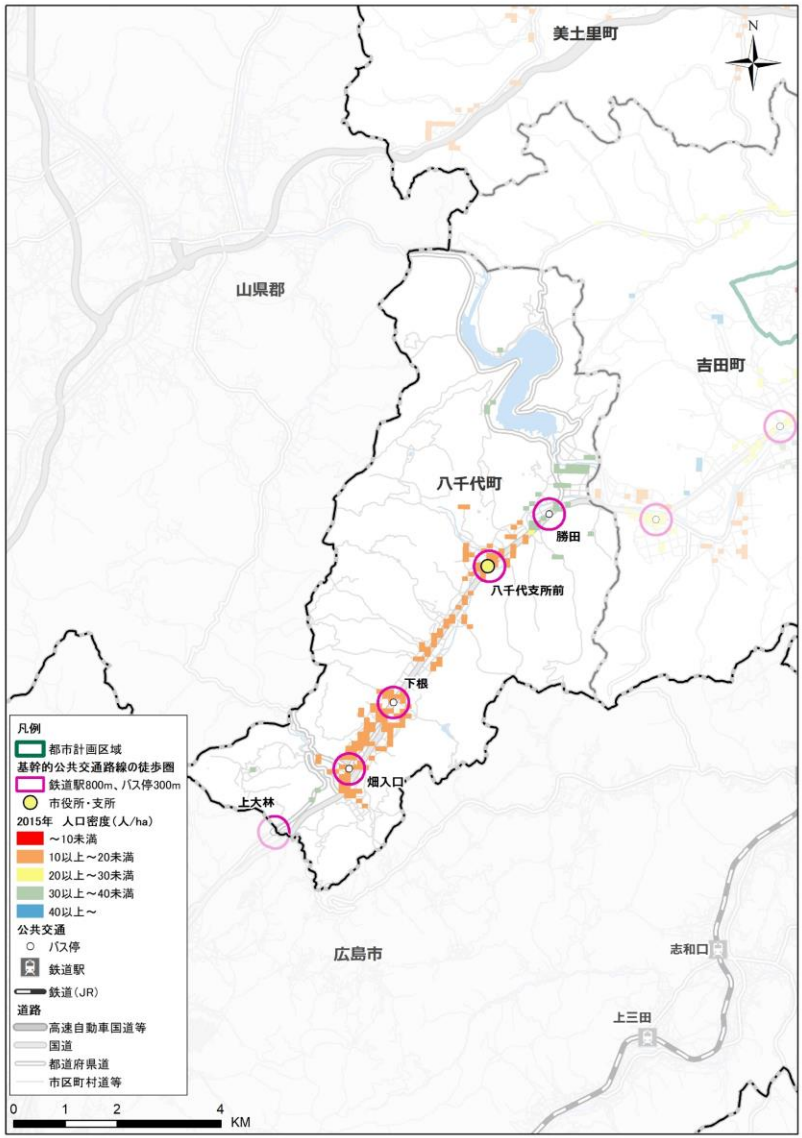 美土里町
N
山県郡
吉田町
八千代町
勝田
八千代支所前
下根
畑入口
上大林
広島市
志和口
上三田
凡例
都市計画区域
基幹的公共交通路線の徒歩圏
鉄道駅800m、バス停300m
市役所・支所
2015年 人口密度(人/ha)
～10未満
10以上～20未満
20以上～30未満
30以上～40未満
40以上～
公共交通
バス停
鉄道駅
鉄道(JR)
道路
高速自動車国道等
国道
都道府県道
市区町村道等
0 1 2 4
KM